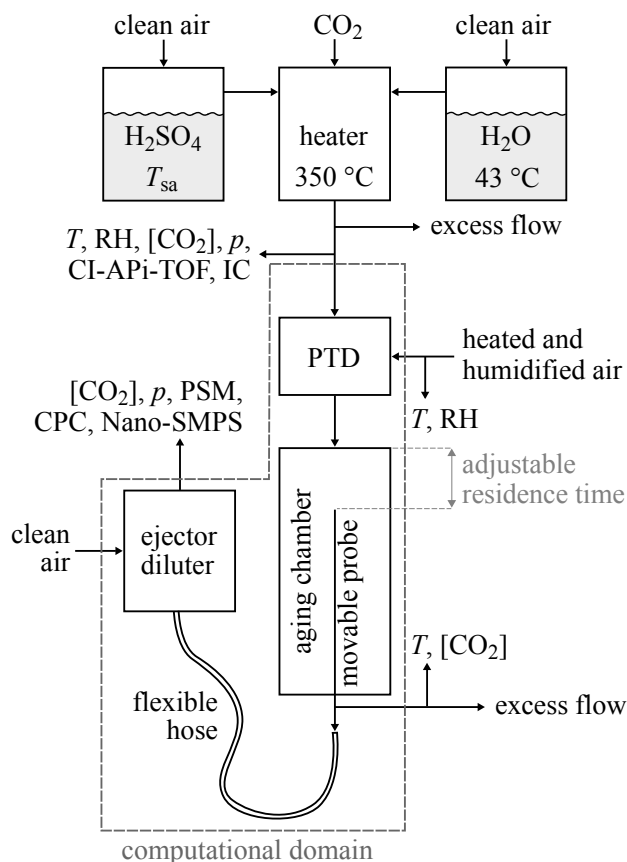 clean air
CO₂
clean air
H₂SO₄
Tsa
heater
350 °C
H₂O
43 °C
excess flow
T, RH, [CO₂], p,
CI-APi-TOF, IC
PTD
heated and
humidified air
T, RH
[CO₂], p, PSM,
CPC, Nano-SMPS
adjustable
residence time
clean
air
ejector
diluter
aging chamber
movable probe
T, [CO₂]
flexible
hose
excess flow
computational domain